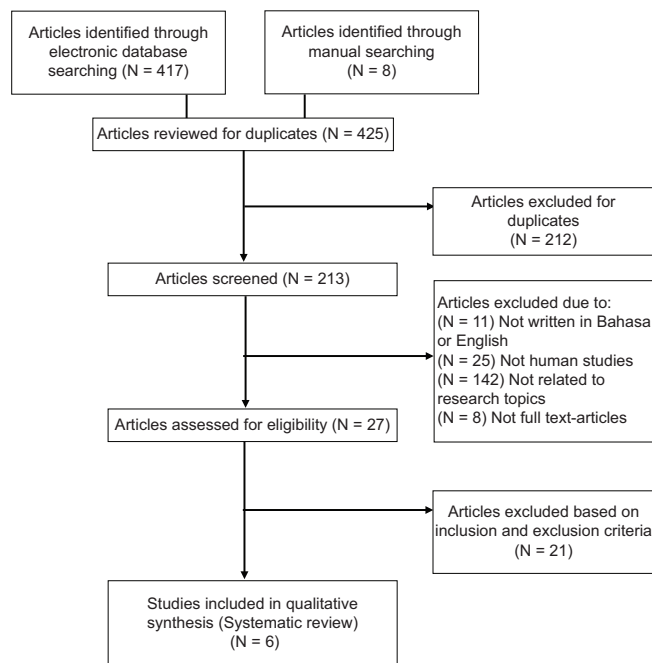 Articles identified through
electronic database
searching (N = 417)
Articles identified through
manual searching
(N = 8)
Articles reviewed for duplicates (N = 425)
Articles excluded for
duplicates
(N = 212)
Articles screened (N = 213)
Articles excluded due to:
(N = 11) Not written in Bahasa
or English
(N = 25) Not human studies
(N = 142) Not related to
research topics
(N = 8) Not full text-articles
Articles assessed for eligibility (N = 27)
Articles excluded based on
inclusion and exclusion criteria
(N = 21)
Studies included in qualitative
synthesis (Systematic review)
(N = 6)